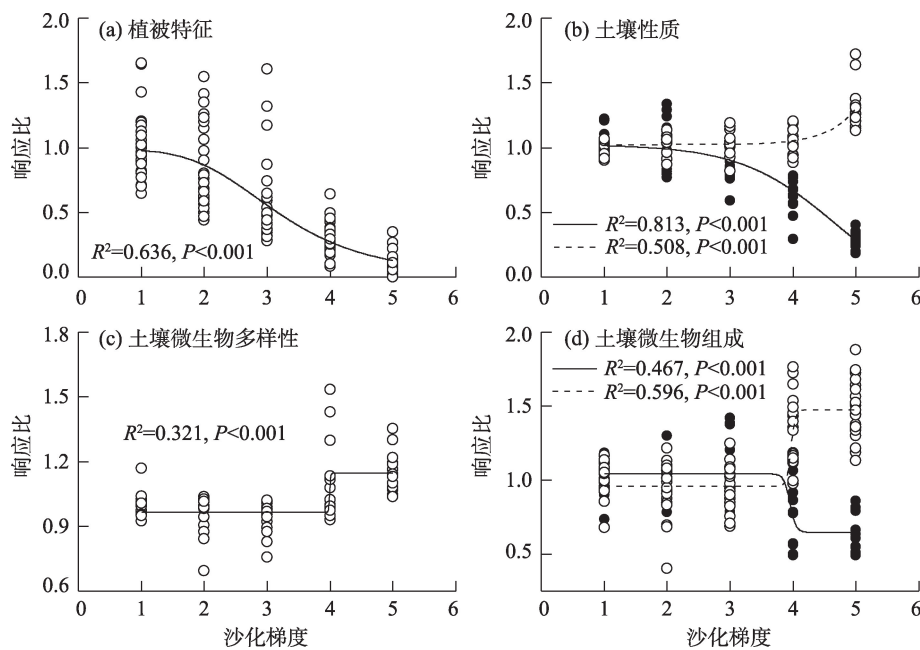 (a) 植被特征
2.0
1.5
1.0
0.5
0.0
响应比
R²=0.636, P<0.001
0 1 2 3 4 5 6
(b) 土壤性质
2.0
1.5
1.0
0.5
0.0
响应比
R²=0.813, P<0.001
R²=0.508, P<0.001
0 1 2 3 4 5 6
(c) 土壤微生物多样性
1.8
1.5
1.2
0.9
0.6
响应比
R²=0.321, P<0.001
0 1 2 3 4 5 6
沙化梯度
(d) 土壤微生物组成
2.0
1.5
1.0
0.5
响应比
R²=0.467, P<0.001
R²=0.596, P<0.001
0 1 2 3 4 5 6
沙化梯度